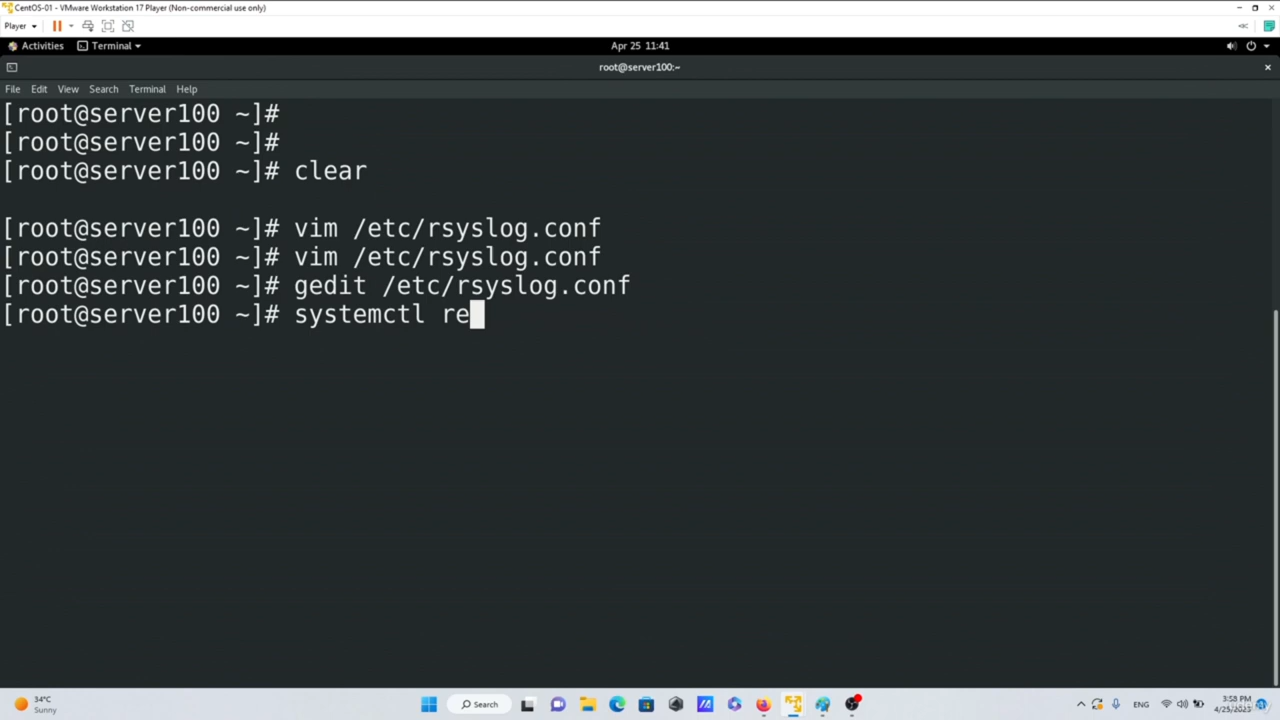 CentOS-01 - VMware Workstation 17 Player (Non-commercial use only)
Player
Activities
Terminal
Apr 25 11:41
root@server100:~
File Edit View Search Terminal Help
[root@server100 ~]#
[root@server100 ~]#
[root@server100 ~]# clear
[root@server100 ~]# vim /etc/rsyslog.conf
[root@server100 ~]# vim /etc/rsyslog.conf
[root@server100 ~]# gedit /etc/rsyslog.conf
[root@server100 ~]# systemctl re
34°C
Sunny
Search
ENG
3:58 PM
4/25/2023